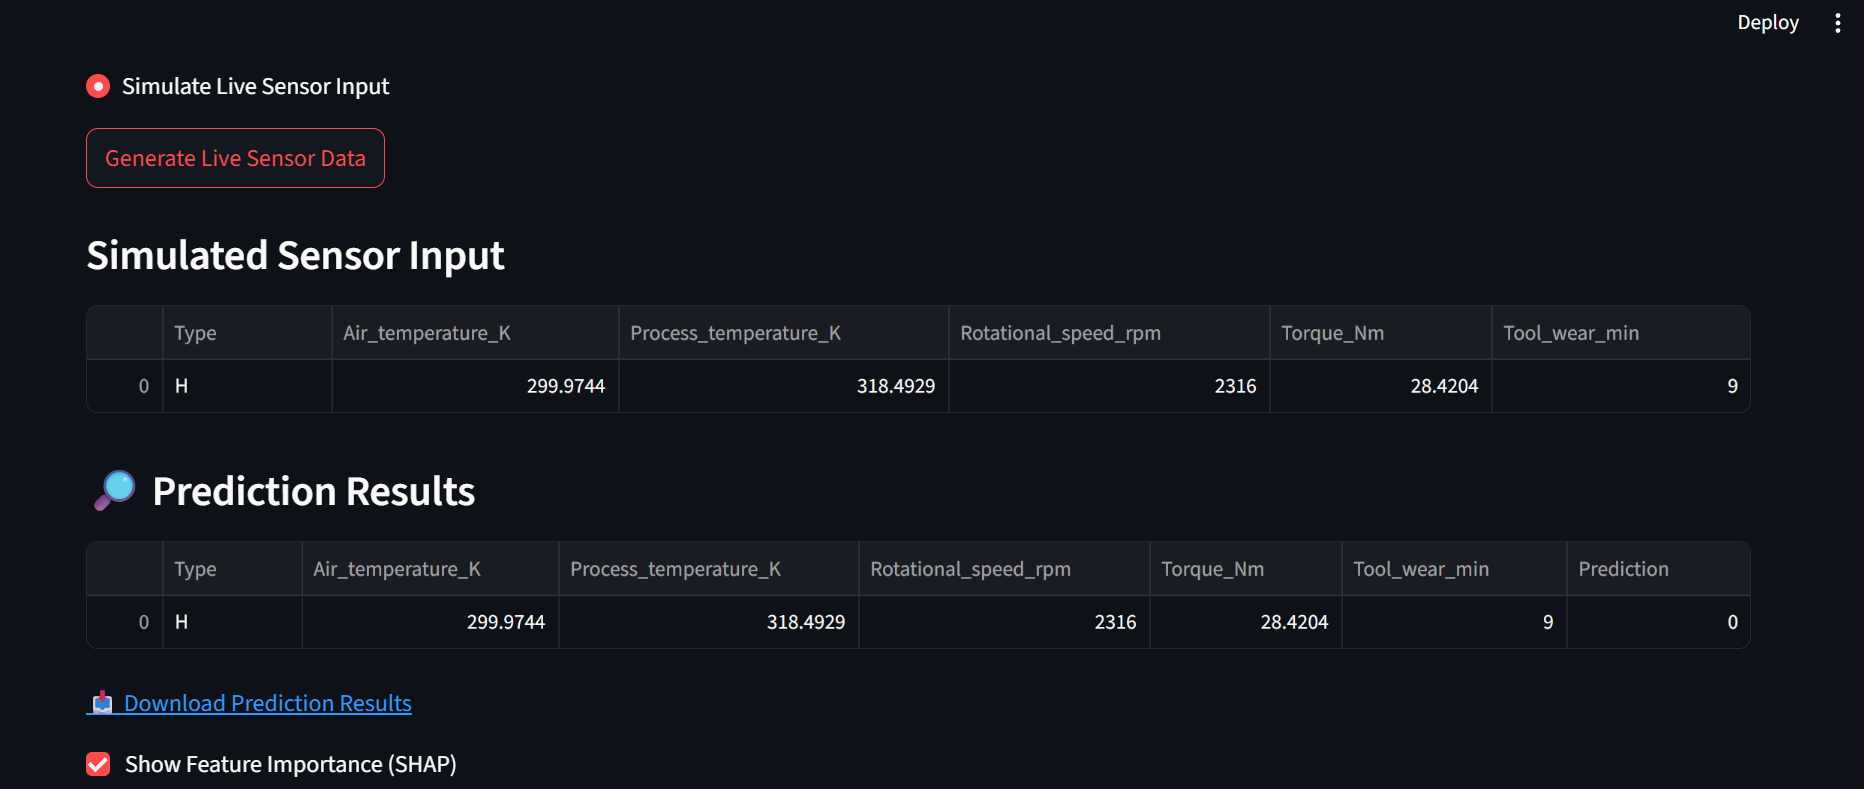 Deploy
Simulate Live Sensor Input
Generate Live Sensor Data
Simulated Sensor Input
Type Air_temperature_K Process_temperature_K Rotational_speed_rpm Torque_Nm Tool_wear_min
0 H 299.9744 318.4929 2316 28.4204 9
Prediction Results
Type Air_temperature_K Process_temperature_K Rotational_speed_rpm Torque_Nm Tool_wear_min Prediction
0 H 299.9744 318.4929 2316 28.4204 9 0
Download Prediction Results
Show Feature Importance (SHAP)